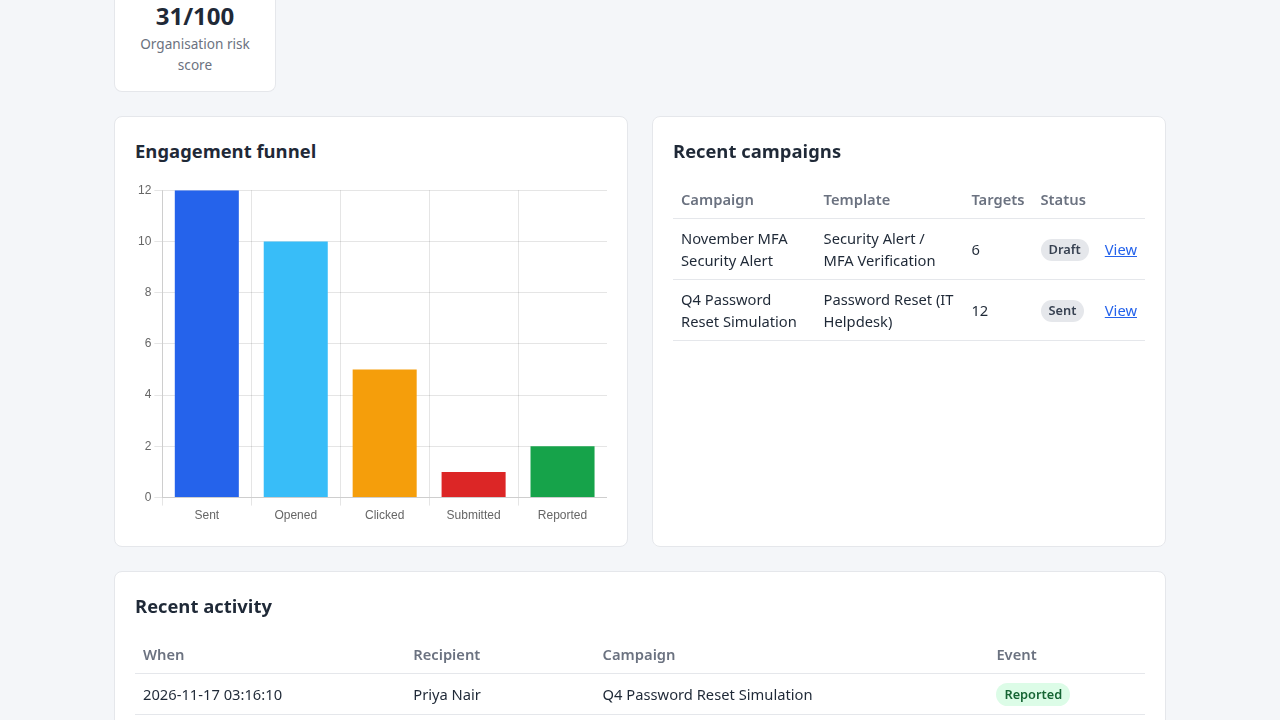 31/100
Organisation risk
score
Engagement funnel
12
10
8
6
4
2
0
Sent Opened Clicked Submitted Reported
Recent campaigns
Campaign Template Targets Status
November MFA
Security Alert
Security Alert /
MFA Verification
6 Draft View
Q4 Password
Reset Simulation
Password Reset (IT
Helpdesk)
12 Sent View
Recent activity
When Recipient Campaign Event
2026-11-17 03:16:10 Priya Nair Q4 Password Reset Simulation Reported